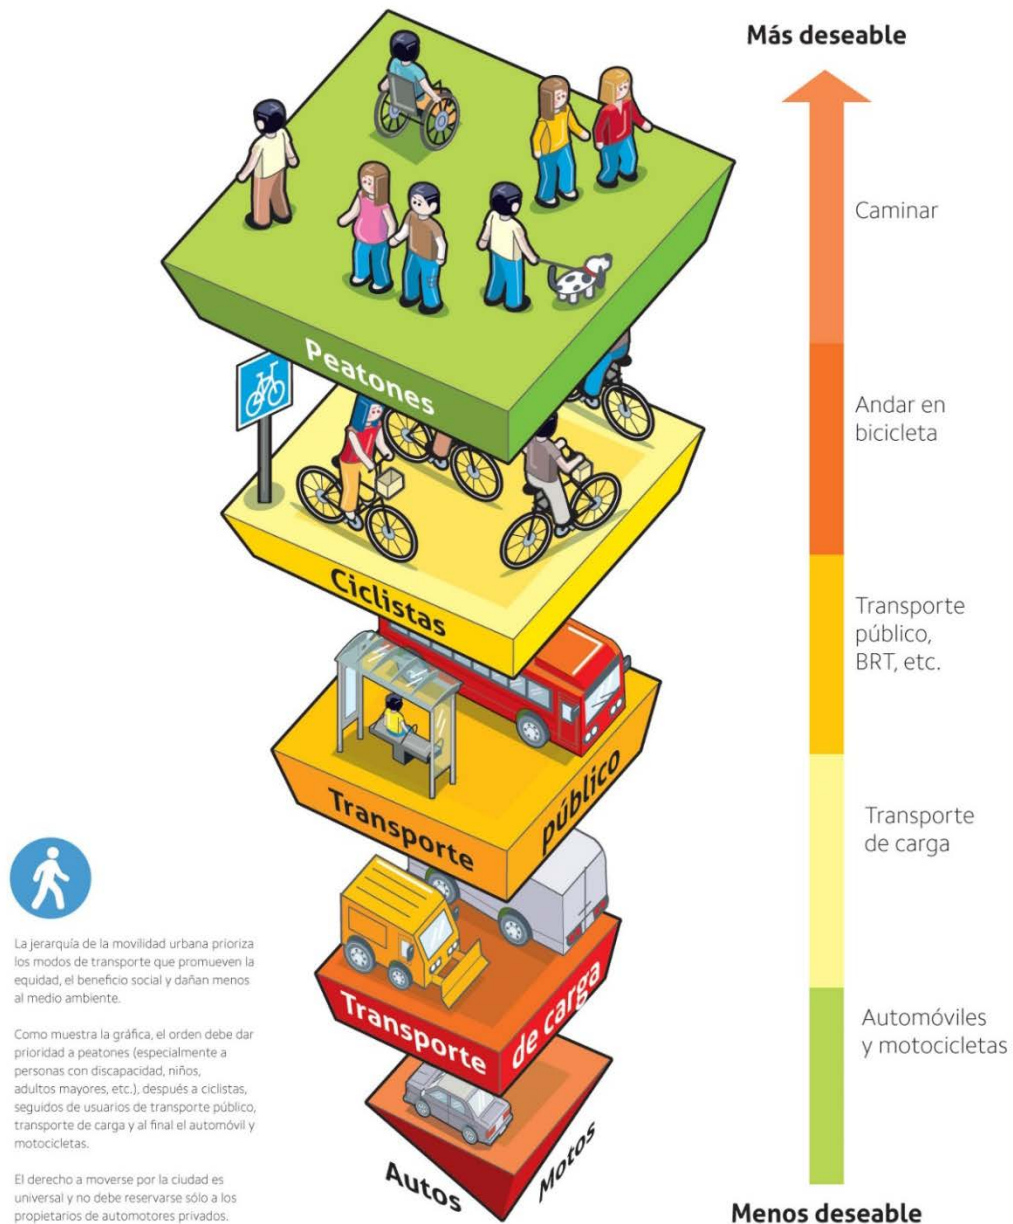 Más deseable
Caminar
Andar en
bicicleta
Transporte
público,
BRT, etc.
Transporte
de carga
Automóviles
y motocicletas
Menos deseable
Peatones
Ciclistas
Transporte público
Transporte de carga
Autos Motos
La jerarquía de la movilidad urbana prioriza
los modos de transporte que promueven la
equidad, el beneficio social y dañan menos
al medio ambiente.
Como muestra la gráfica, el orden debe dar
prioridad a peatones (especialmente a
personas con discapacidad, niños,
adultos mayores, etc.), después a ciclistas,
seguidos de usuarios de transporte público,
transporte de carga y al final el automóvil y
motocicletas.
El derecho a moverse por la ciudad es
universal y no debe reservarse sólo a los
propietarios de automotores privados.